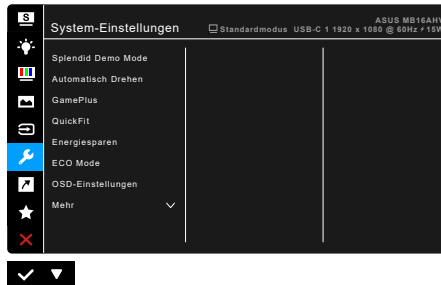 S
System-Einstellungen
ASUS MB16AHV
Standardmodus USB-C 1 1920 x 1080 @ 60Hz 15W
Splendid Demo Mode
Automatisch Drehen
GamePlus
QuickFit
Energiesparen
ECO Mode
OSD-Einstellungen
Mehr